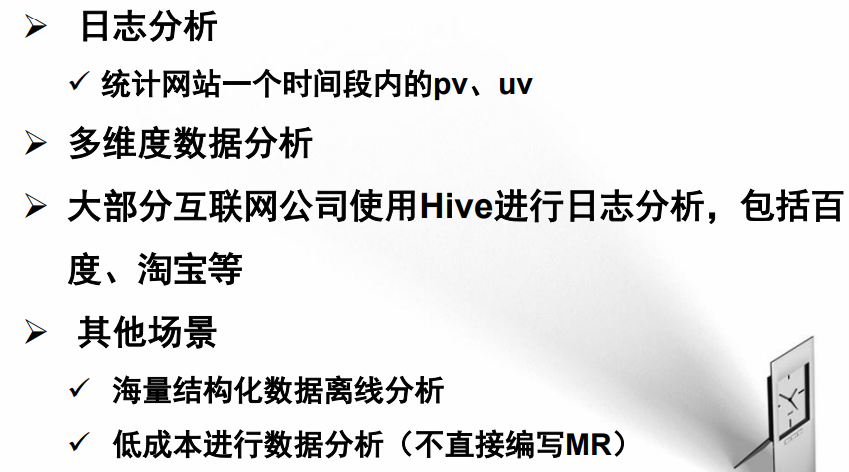 日志分析
统计网站一个时间段内的pv、uv
多维度数据分析
大部分互联网公司使用Hive进行日志分析，包括百
度、淘宝等
其他场景
海量结构化数据离线分析
低成本进行数据分析（不直接编写MR）